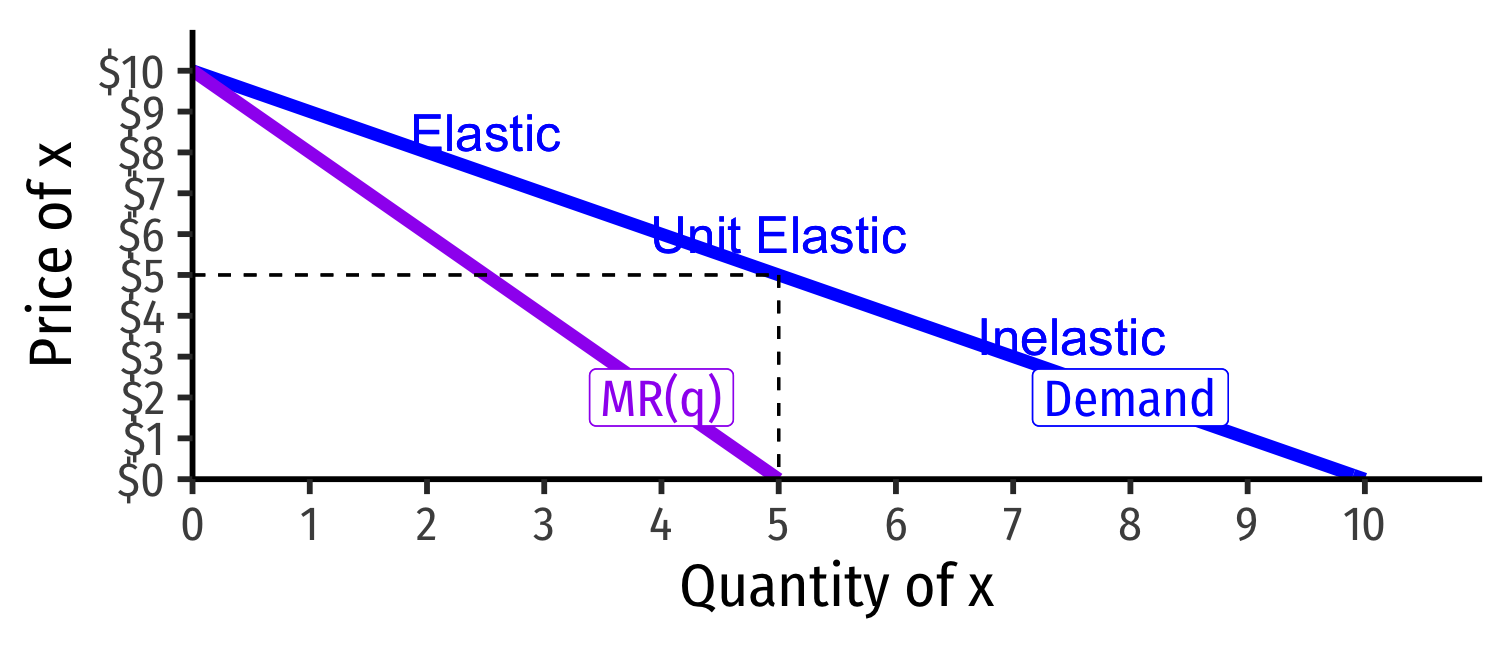 $10
$9
$8
$7
$6
$5
$4
$3
$2
$1
$0
Price of x
Elastic
Unit Elastic
Inelastic
MR(q)
Demand
0 1 2 3 4 5 6 7 8 9 10
Quantity of x